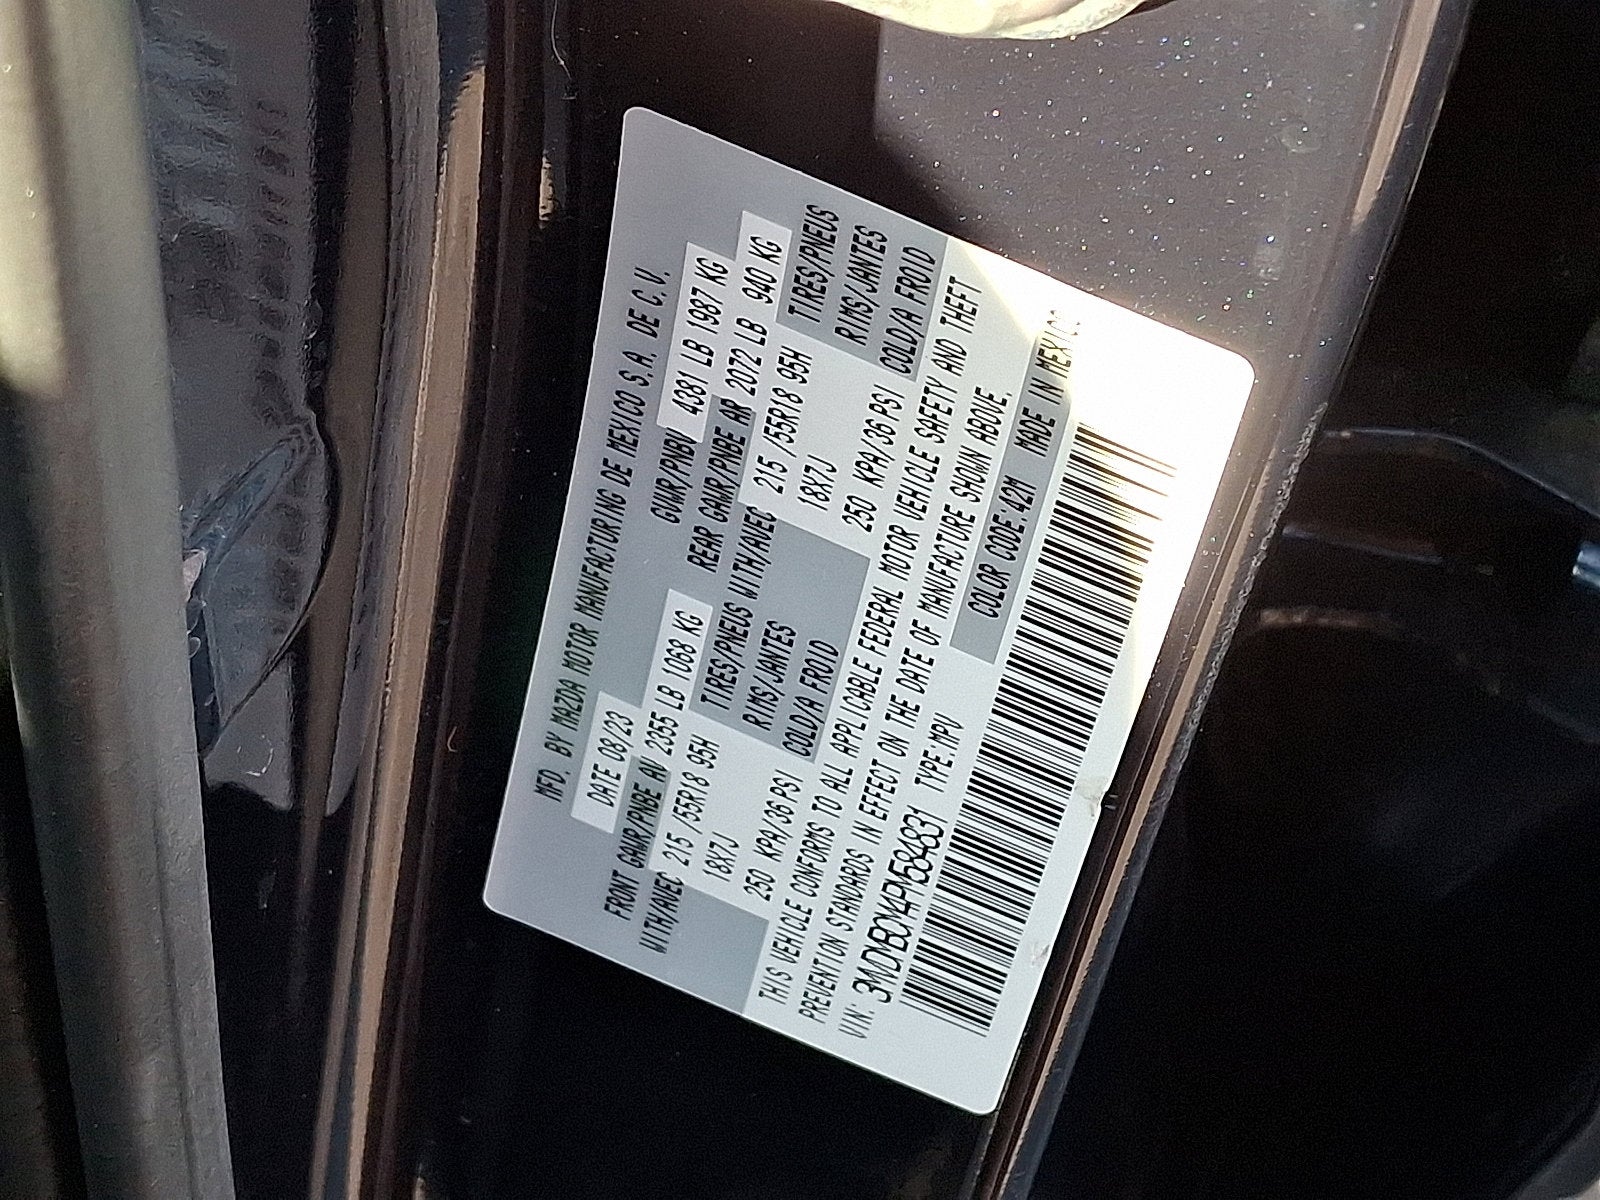 MFD. BY MAZDA MOTOR MANUFACTURING DE MEXICO S.A. DE C.V.
DATE 08/23 GVWR/PNBV 4381 LB 1987 KG
FRONT GAWR/PNBE AV 2355 LB 1068 KG REAR GAWR/PNBE AR 2072 LB 940 KG
WITH/AVEC 215/55R18 95H TIRES/PNEUS WITH/AVEC 215/55R18 95H TIRES/PNEUS
18X7J RIMS/JANTES 18X7J RIMS/JANTES
250 KPA/36 PSI COLD/A FROID 250 KPA/36 PSI COLD/A FROID
THIS VEHICLE CONFORMS TO ALL APPLICABLE FEDERAL MOTOR VEHICLE SAFETY AND THEFT
PREVENTION STANDARDS IN EFFECT ON THE DATE OF MANUFACTURE SHOWN ABOVE.
VIN: 3MVDMBCY4PM584831 TYPE:MPV COLOR CODE:42M MADE IN MEXICO